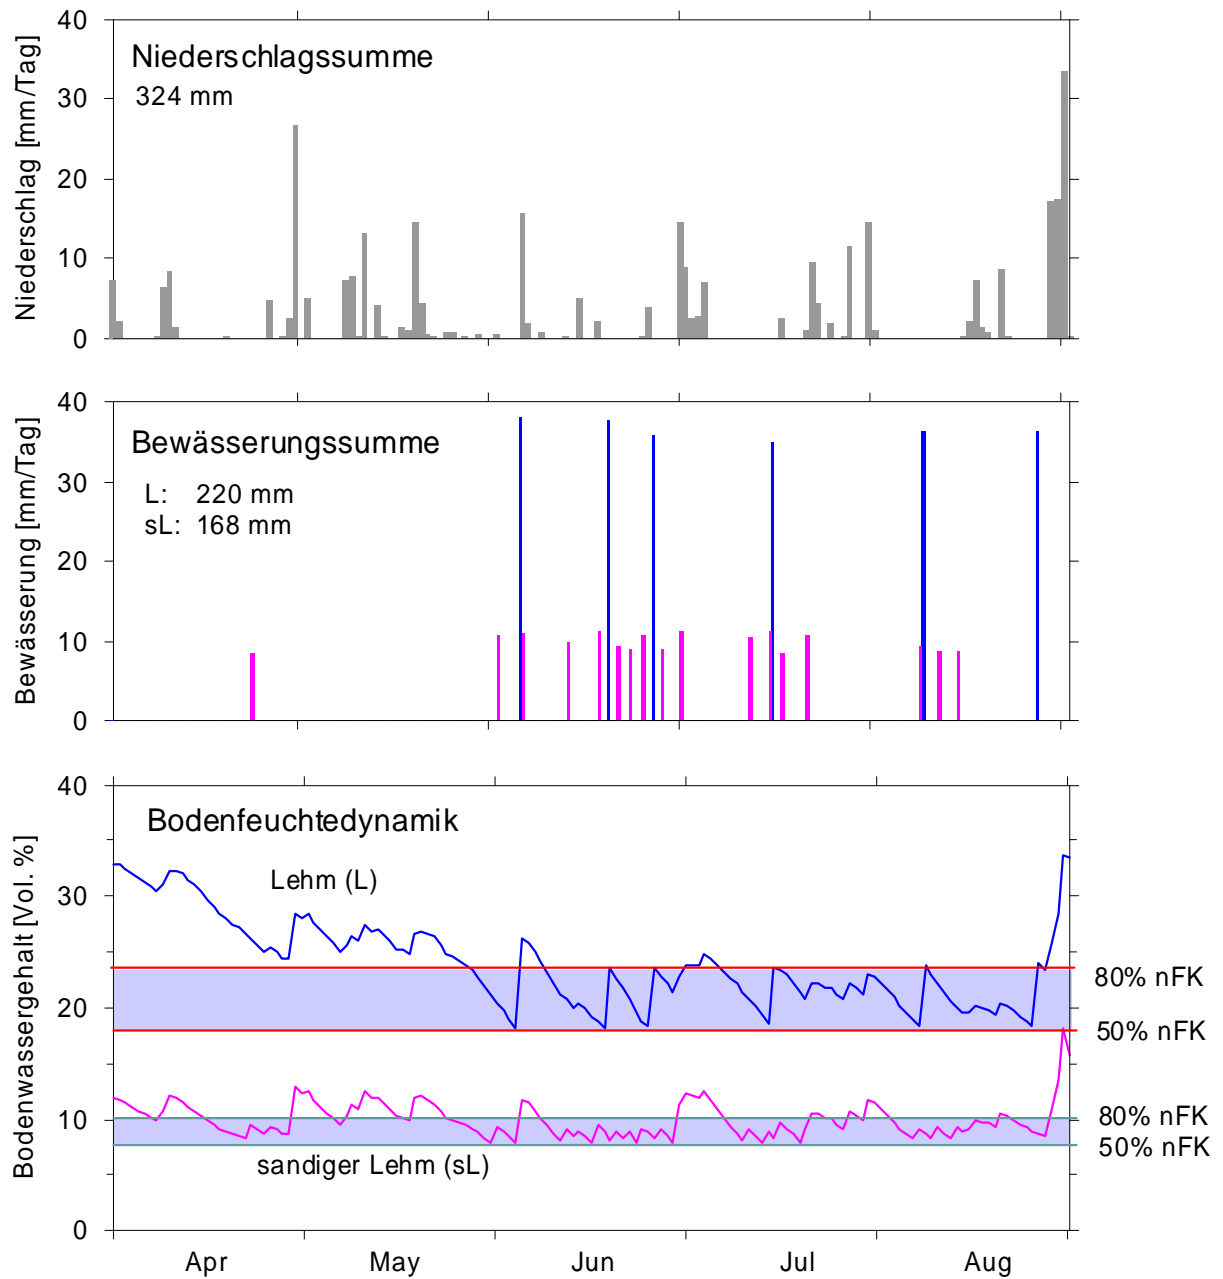 Niederschlag [mm/Tag]
40
30
20
10
0
Niederschlagssumme
324 mm
Bewässerung [mm/Tag]
40
30
20
10
0
Bewässerungssumme
L: 220 mm
sL: 168 mm
Bodenwassergehalt [Vol. %]
40
30
20
10
0
Bodenfeuchtedynamik
Lehm (L)
80% nFK
50% nFK
80% nFK
50% nFK
sandiger Lehm (sL)
Apr May Jun Jul Aug